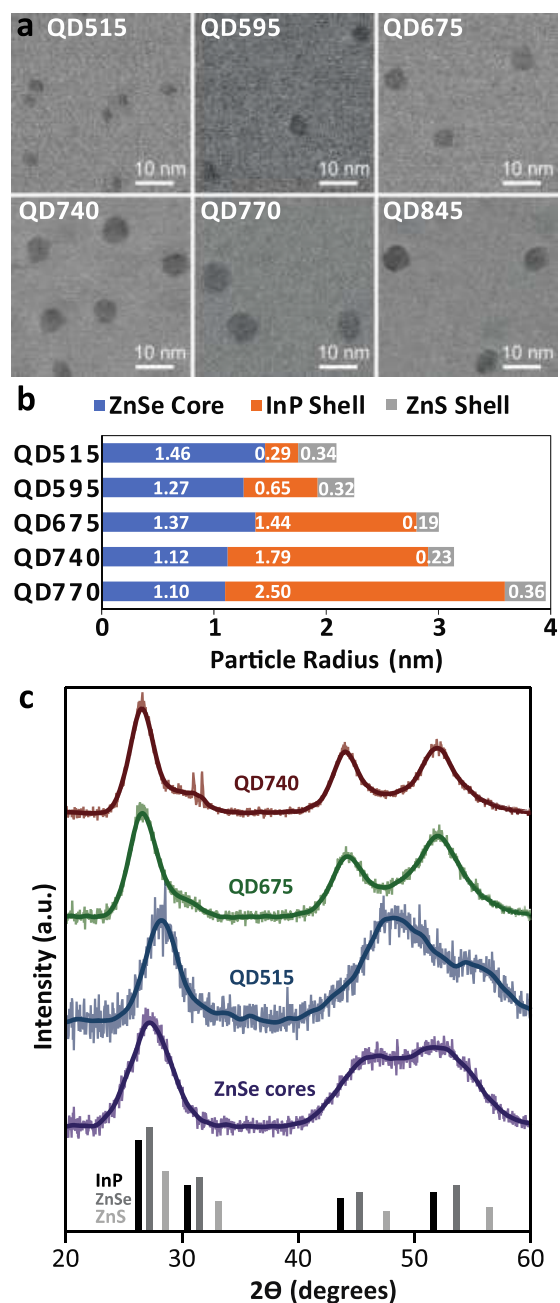 a
QD515 QD595 QD675
10 nm 10 nm 10 nm
QD740 QD770 QD845
10 nm 10 nm 10 nm
b
ZnSe Core InP Shell ZnS Shell
QD515 1.46 0.29 0.34
QD595 1.27 0.65 0.32
QD675 1.37 1.44 0.19
QD740 1.12 1.79 0.23
QD770 1.10 2.50 0.36
0 1 2 3 4
Particle Radius (nm)
c
QD740
QD675
QD515
ZnSe cores
Intensity (a.u.)
InP
ZnSe
ZnS
20 30 40 50 60
2Θ (degrees)